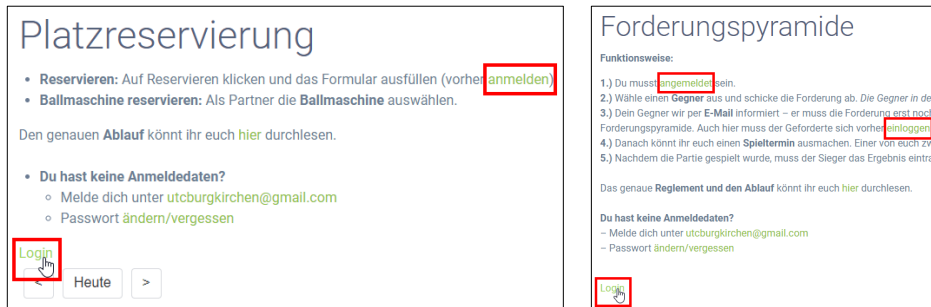 Platzreservierung
• Reservieren: Auf Reservieren klicken und das Formular ausfüllen (vorher anmelden)
• Ballmaschine reservieren: Als Partner die Ballmaschine auswählen.
Den genauen Ablauf könnt ihr euch hier durchlesen.
• Du hast keine Anmeldedaten?
◦ Melde dich unter utcburgkirchen@gmail.com
◦ Passwort ändern/vergessen
Login
< Heute >
Forderungspyramide
Funktionsweise:
1.) Du musst angemeldet sein.
2.) Wähle einen Gegner aus und schicke die Forderung ab. Die Gegner in de
3.) Dein Gegner wir per E-Mail informiert – er muss die Forderung erst noch
Forderungspyramide. Auch hier muss der Geforderte sich vorher einloggen
4.) Danach könnt ihr euch einen Spieltermin ausmachen. Einer von euch zw
5.) Nachdem die Partie gespielt wurde, muss der Sieger das Ergebnis eintra
Das genaue Reglement und den Ablauf könnt ihr euch hier durchlesen.
Du hast keine Anmeldedaten?
– Melde dich unter utcburgkirchen@gmail.com
– Passwort ändern/vergessen
Login